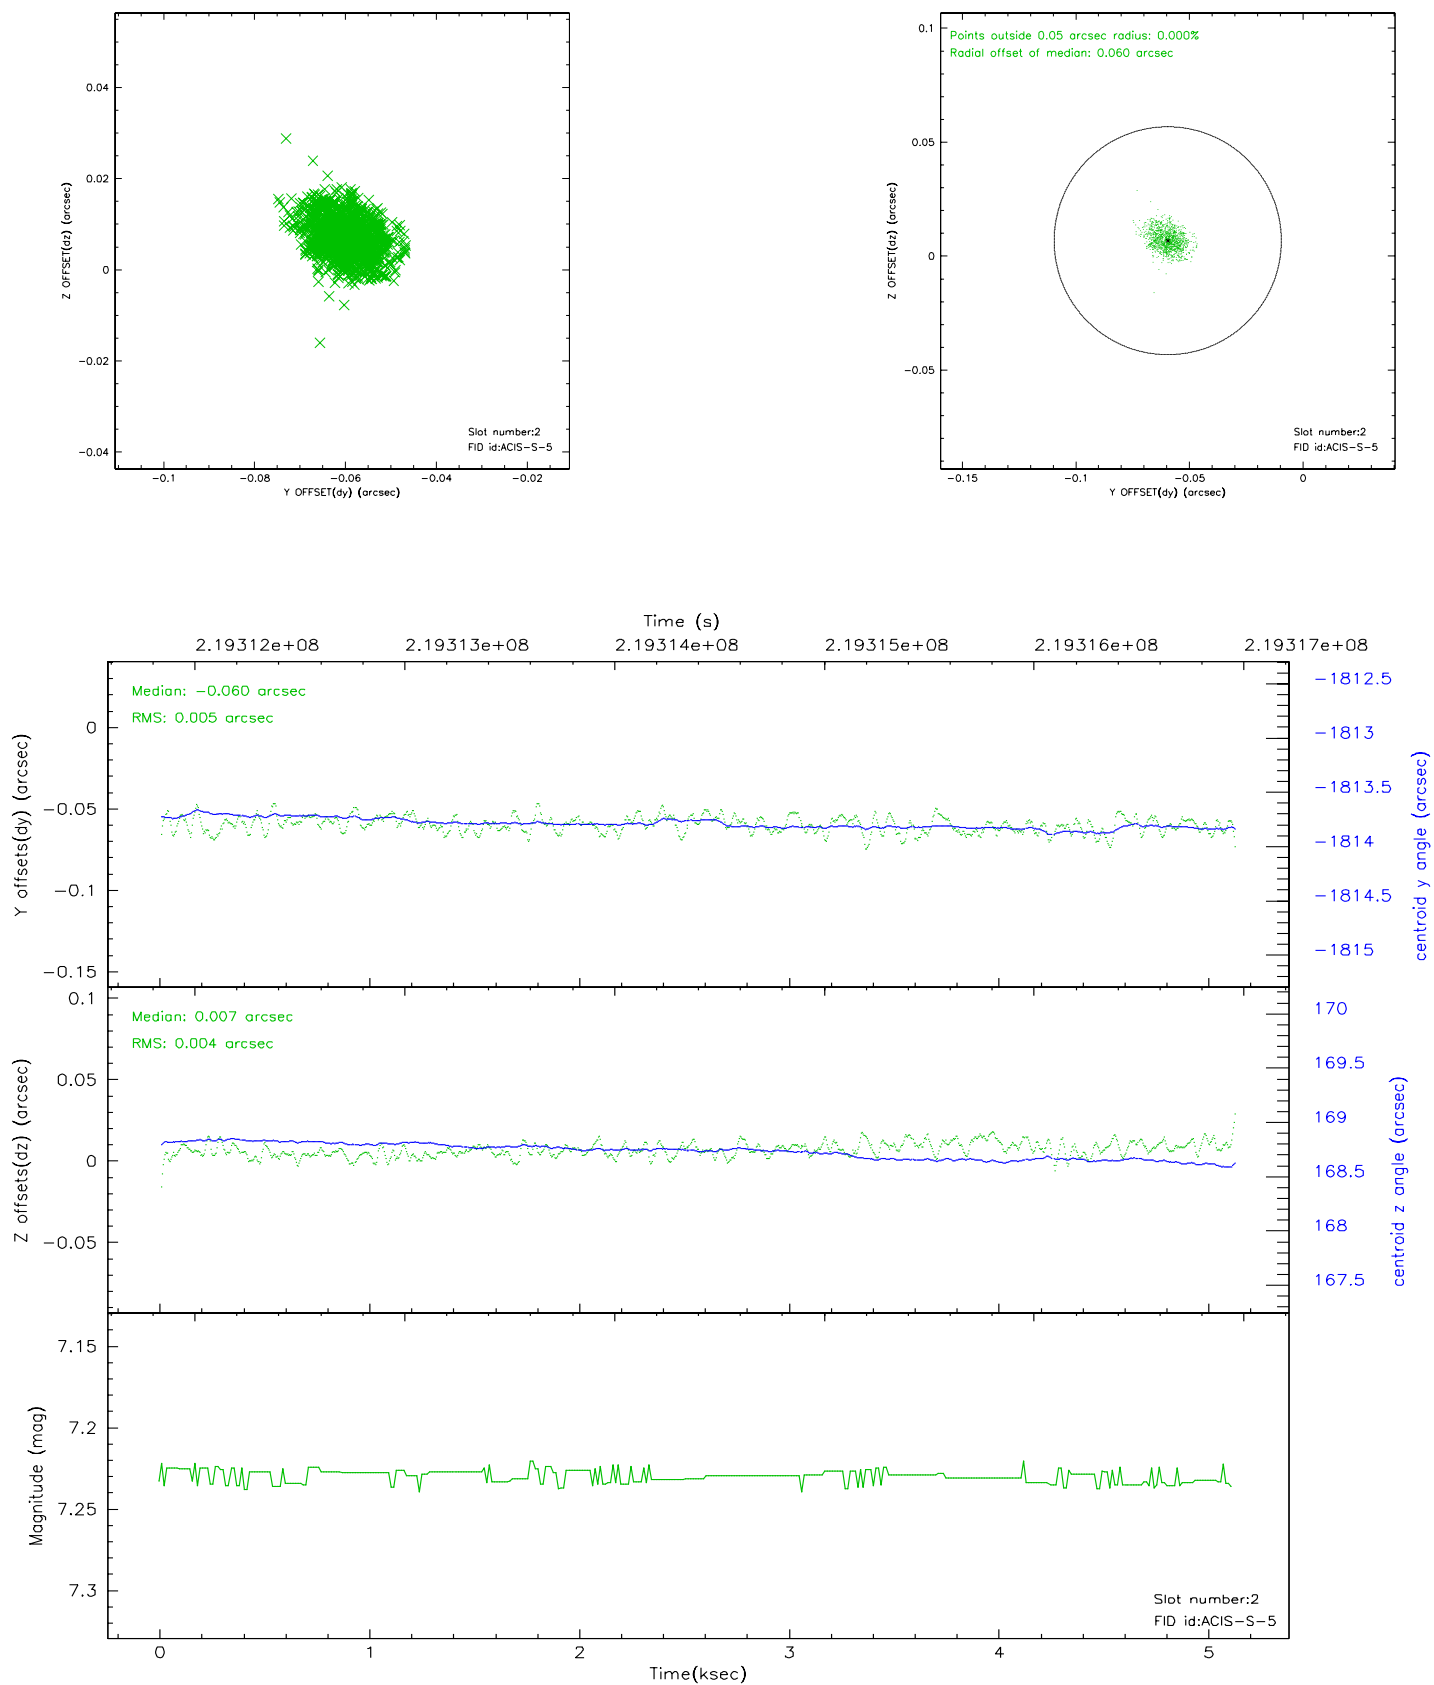 0.04
0.02
0
-0.02
-0.04
Z OFFSET(dz) (arcsec)
-0.1
-0.08
-0.06
-0.04
-0.02
Y OFFSET(dy) (arcsec)
Slot number:2
FID id:ACIS-S-5
Points outside 0.05 arcsec radius: 0.000%
Radial offset of median: 0.060 arcsec
0.1
0.05
0
-0.05
Z OFFSET(dz) (arcsec)
-0.15
-0.1
-0.05
0
Y OFFSET(dy) (arcsec)
Slot number:2
FID id:ACIS-S-5
Time (s)
2.19312e+08
2.19313e+08
2.19314e+08
2.19315e+08
2.19316e+08
2.19317e+08
Median: -0.060 arcsec
RMS: 0.005 arcsec
0
-0.05
-0.1
-0.15
Y offsets(dy) (arcsec)
-1812.5
-1813
-1813.5
-1814
-1814.5
-1815
centroid y angle (arcsec)
Median: 0.007 arcsec
RMS: 0.004 arcsec
0.1
0.05
0
-0.05
Z offsets(dz) (arcsec)
170
169.5
169
168.5
168
167.5
centroid z angle (arcsec)
7.15
7.2
7.25
7.3
Magnitude (mag)
Slot number:2
FID id:ACIS-S-5
0
1
2
3
4
5
Time(ksec)